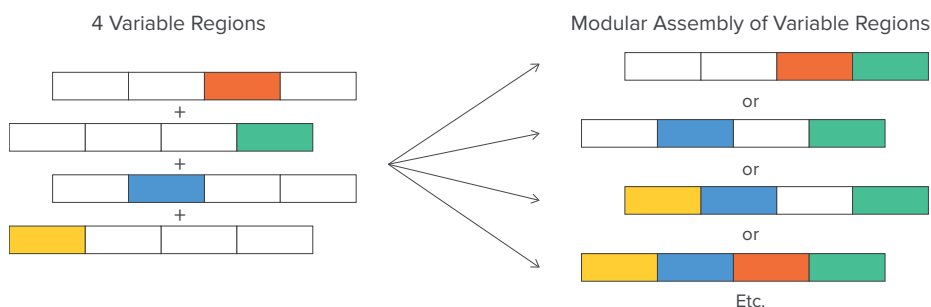 4 Variable Regions
+
+
+
Modular Assembly of Variable Regions
or
or
or
Etc.